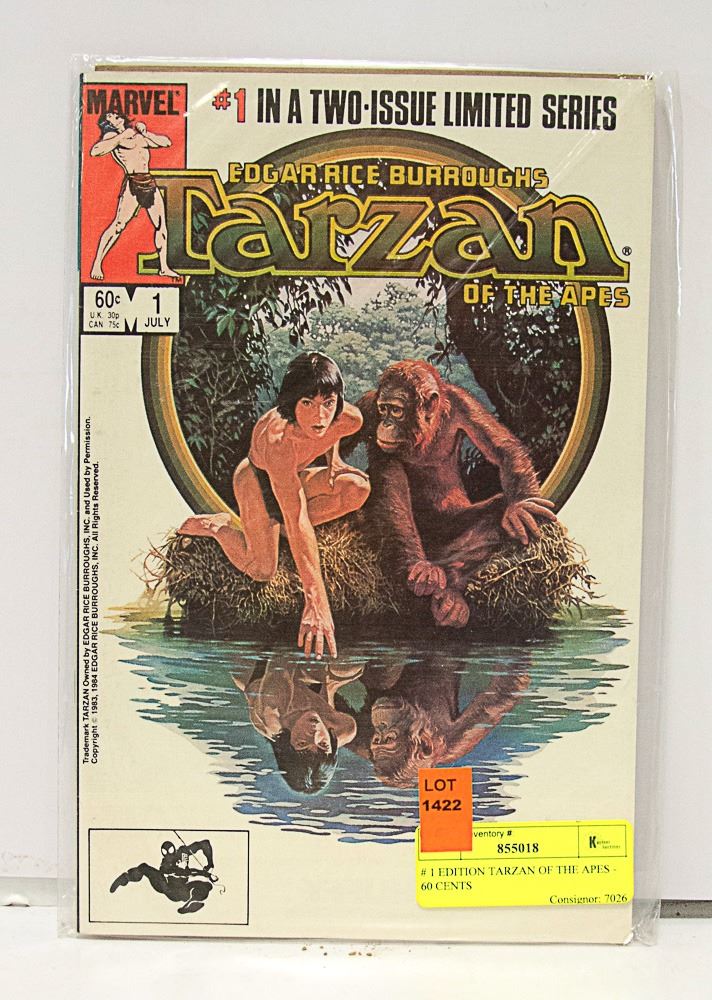 MARVEL®
#1 IN A TWO-ISSUE LIMITED SERIES
EDGAR RICE BURROUGHS
Tarzan®
OF THE APES
TM
60¢
U.K. 30p
CAN 75¢
1
JULY
Trademark TARZAN Owned by EDGAR RICE BURROUGHS, INC. and Used by Permission.
Copyright © 1983, 1984 EDGAR RICE BURROUGHS, INC. All Rights Reserved.
LOT
1422
ventory #
855018
# 1 EDITION TARZAN OF THE APES -
60 CENTS
Consignor: 7026